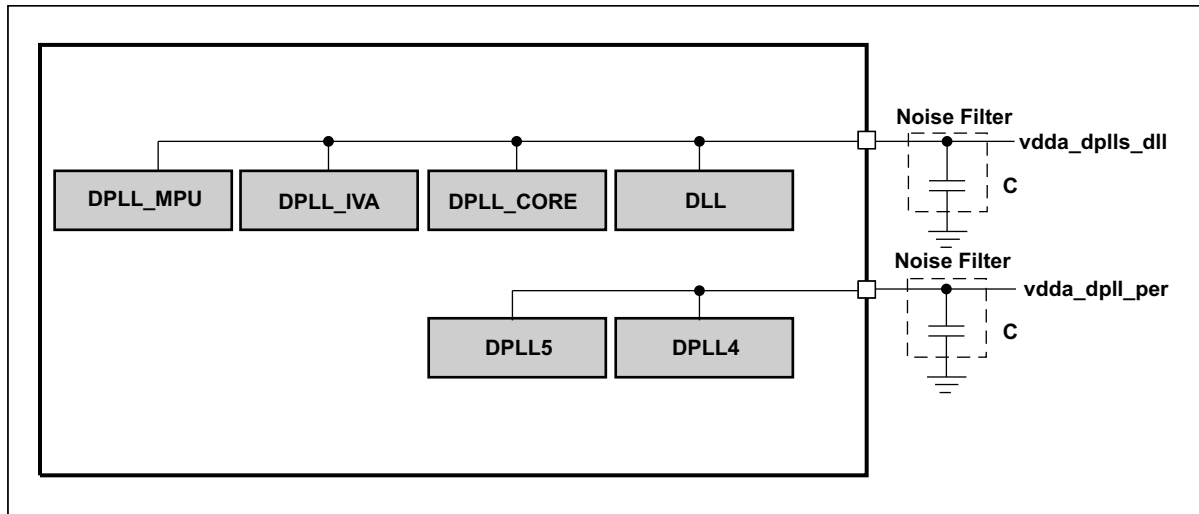 Noise Filter
vdda_dplls_dll
DPLL_MPU
DPLL_IVA
DPLL_CORE
DLL
C
Noise Filter
vdda_dpll_per
DPLL5
DPLL4
C